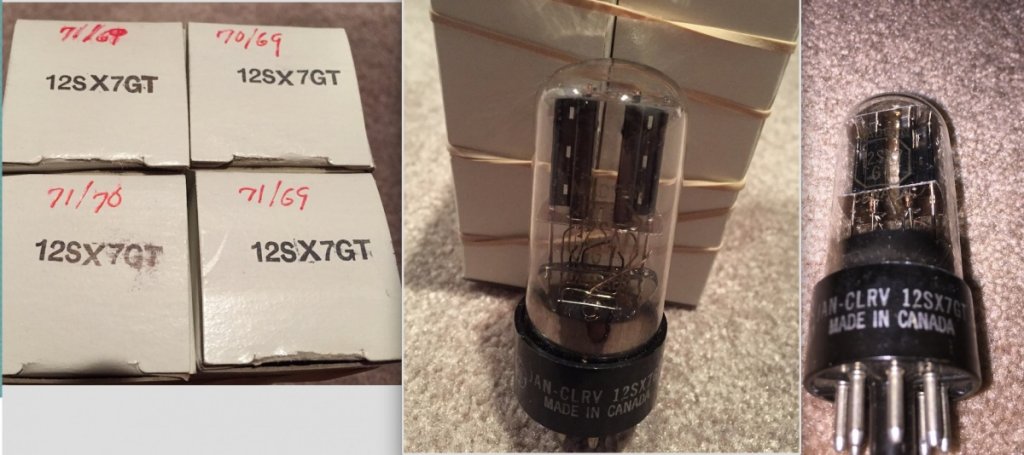 71/69
12SX7GT
70/69
12SX7GT
71/70
12SX7GT
71/69
12SX7GT
JAN-CLRV 12SX7
MADE IN CANADA
JAN-CLRV 12SX7GT
MADE IN CANADA